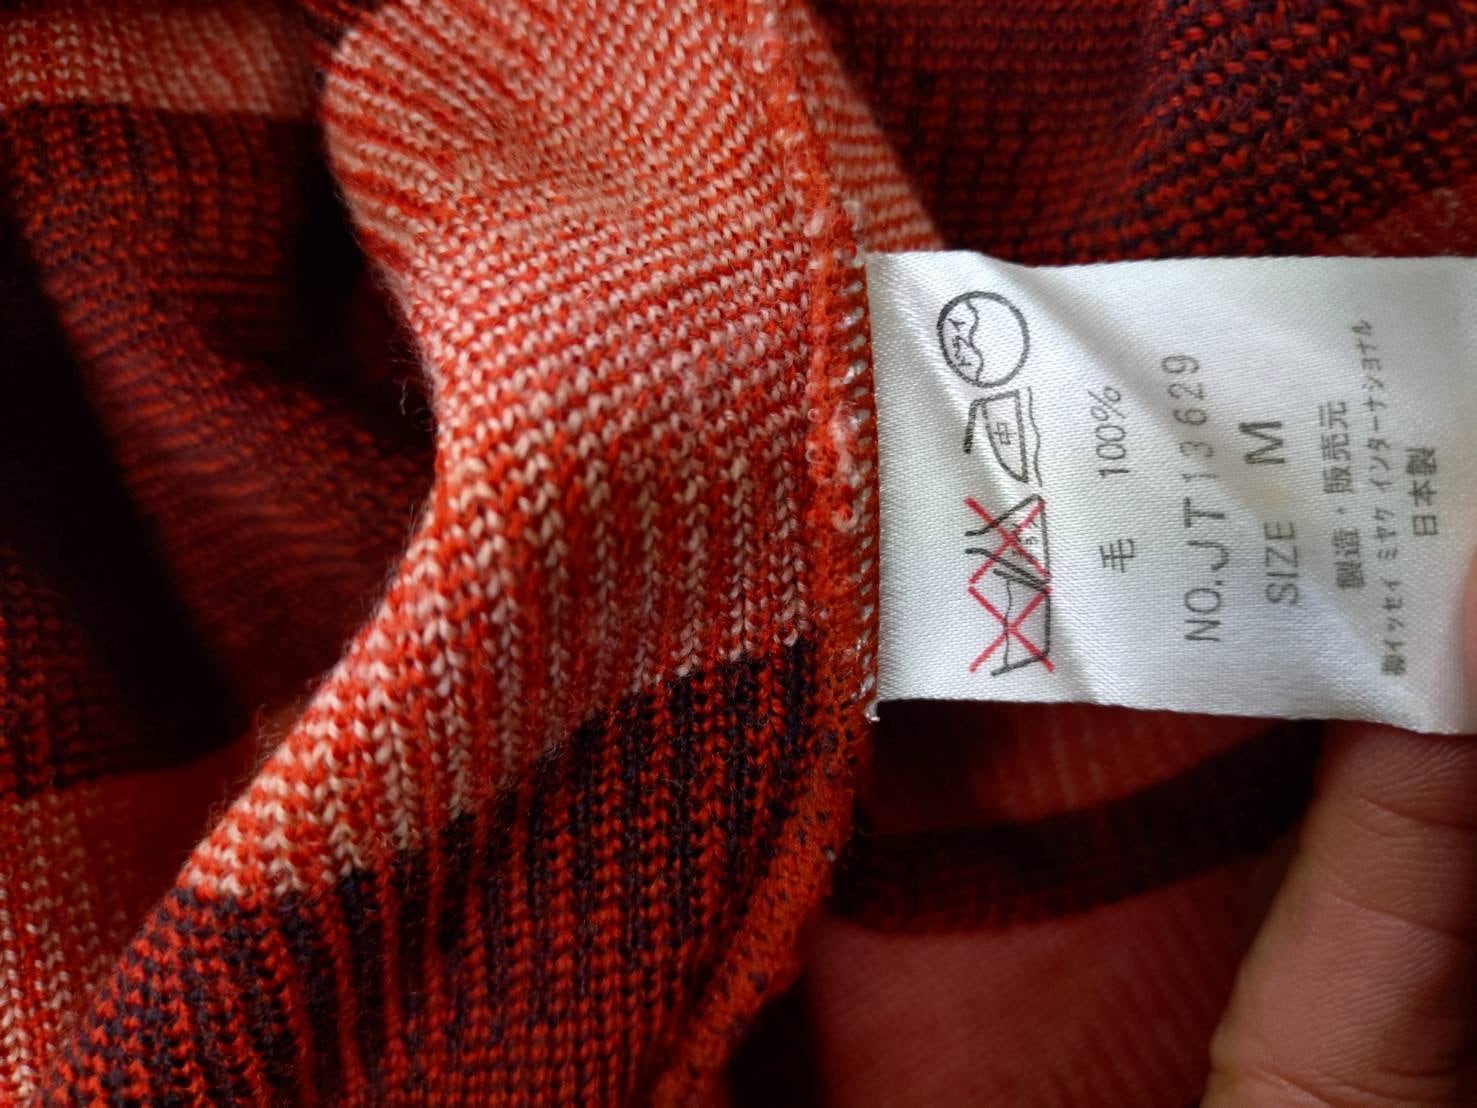 ドライ
中
毛 100%
NO.JT13629
SIZE M
製造・販売元
㈱イッセイ ミヤケ インターナショナル
日本製